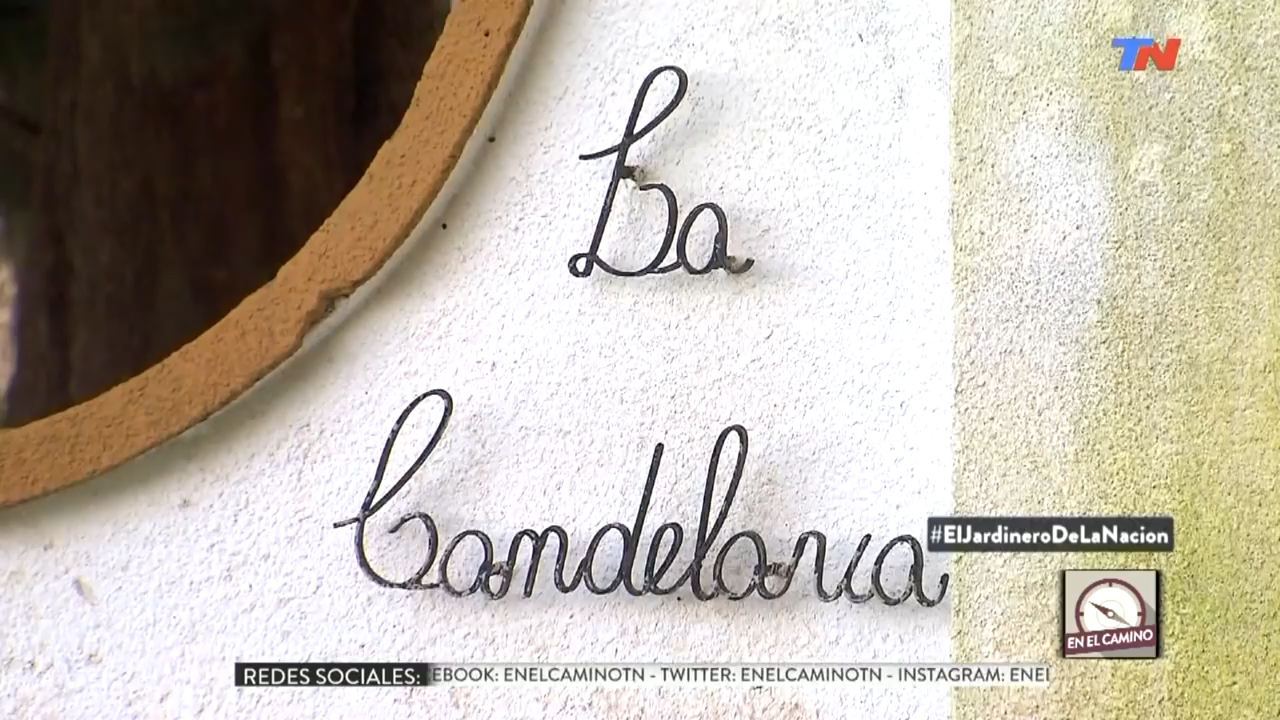 TN
La
Candelaria
#ElJardineroDeLaNacion
EN EL CAMINO
REDES SOCIALES: EBOOK: ENELCAMINOTN - TWITTER: ENELCAMINOTN - INSTAGRAM: ENEI